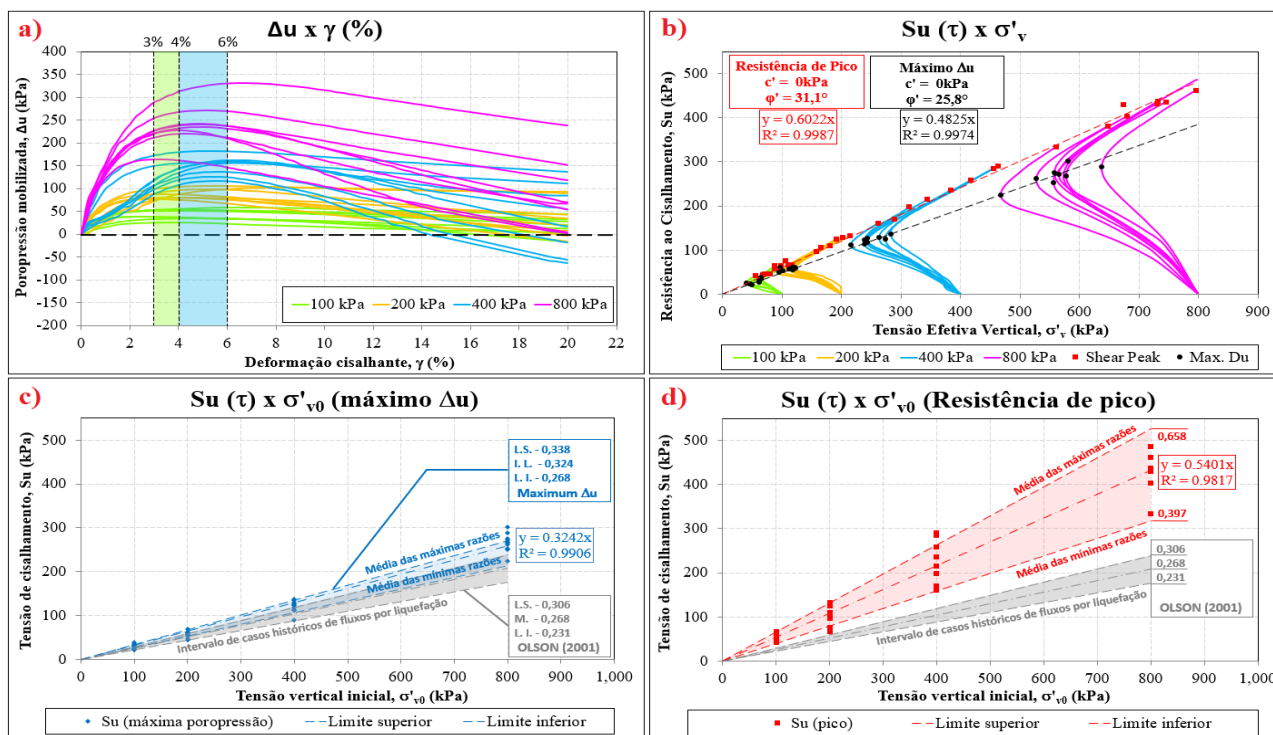 a)
Δu x γ (%)
3% 4% 6%
400
350
300
250
200
150
100
50
0
-50
-100
-150
-200
Poropressão mobilizada, Δu (kPa)
100 kPa 200 kPa 400 kPa 800 kPa
0 2 4 6 8 10 12 14 16 18 20 22
Deformação cisalhante, γ (%)
b)
Su (τ) x σ'v
Resistência de Pico
c' = 0kPa
φ' = 31,1°
y = 0.6022x
R² = 0.9987
Máximo Δu
c' = 0kPa
φ' = 25,8°
y = 0.4825x
R² = 0.9974
500
400
300
200
100
0
Resistência ao Cisalhamento, Su (kPa)
0 100 200 300 400 500 600 700 800 900
Tensão Efetiva Vertical, σ'v (kPa)
100 kPa 200 kPa 400 kPa 800 kPa Shear Peak Max. Du
c)
Su (τ) x σ'v0 (máximo Δu)
L.S. - 0,338
I. L. - 0,324
L. I. - 0,268
Maximum Δu
y = 0.3242x
R² = 0.9906
Média das máximas razões
Média das mínimas razões
Intervalo de casos históricos de fluxos por liquefação
L.S. - 0,306
M. - 0,268
L. I. - 0,231
OLSON (2001)
500
400
300
200
100
0
Tensão de cisalhamento, Su (kPa)
0 100 200 300 400 500 600 700 800 900 1,000
Tensão vertical inicial, σ'v0 (kPa)
Su (máxima poropressão) Limite superior Limite inferior
d)
Su (τ) x σ'v0 (Resistência de pico)
0,658
y = 0.5401x
R² = 0.9817
0,397
Média das máximas razões
Média das mínimas razões
0,306
0,268
0,231
OLSON (2001)
Intervalo de casos históricos de fluxos por liquefação
500
400
300
200
100
0
Tensão de cisalhamento, Su (kPa)
0 100 200 300 400 500 600 700 800 900 1,000
Tensão vertical inicial, σ'v0 (kPa)
Su (pico) Limite superior Limite inferior